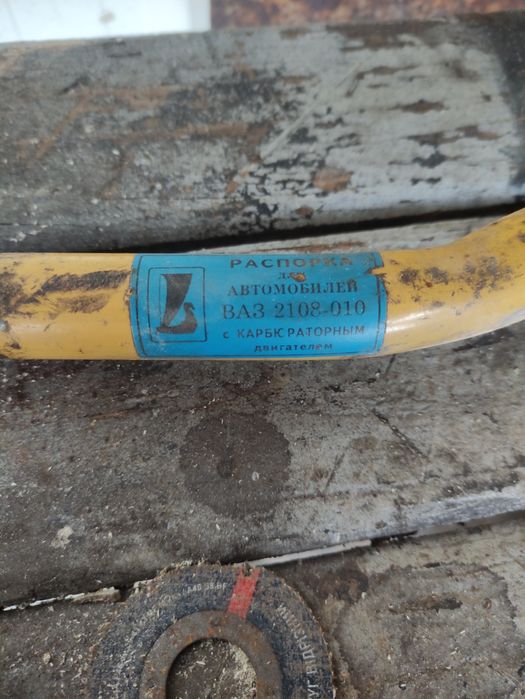 РАСПОРКА
для
АВТОМОБИЛЕЙ
ВАЗ 2108-010
с КАРБЮРАТОРНЫМ
двигателем